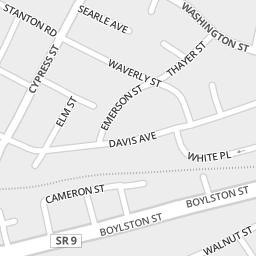 SEARLE AVE
STANTON RD
WASHINGTON ST
WAVERLY ST
THAYER ST
CYPRESS ST
ELM ST
EMERSON ST
DAVIS AVE
WHITE PL
CAMERON ST
BOYLSTON ST
BOYLSTON ST
SR 9
WALNUT ST